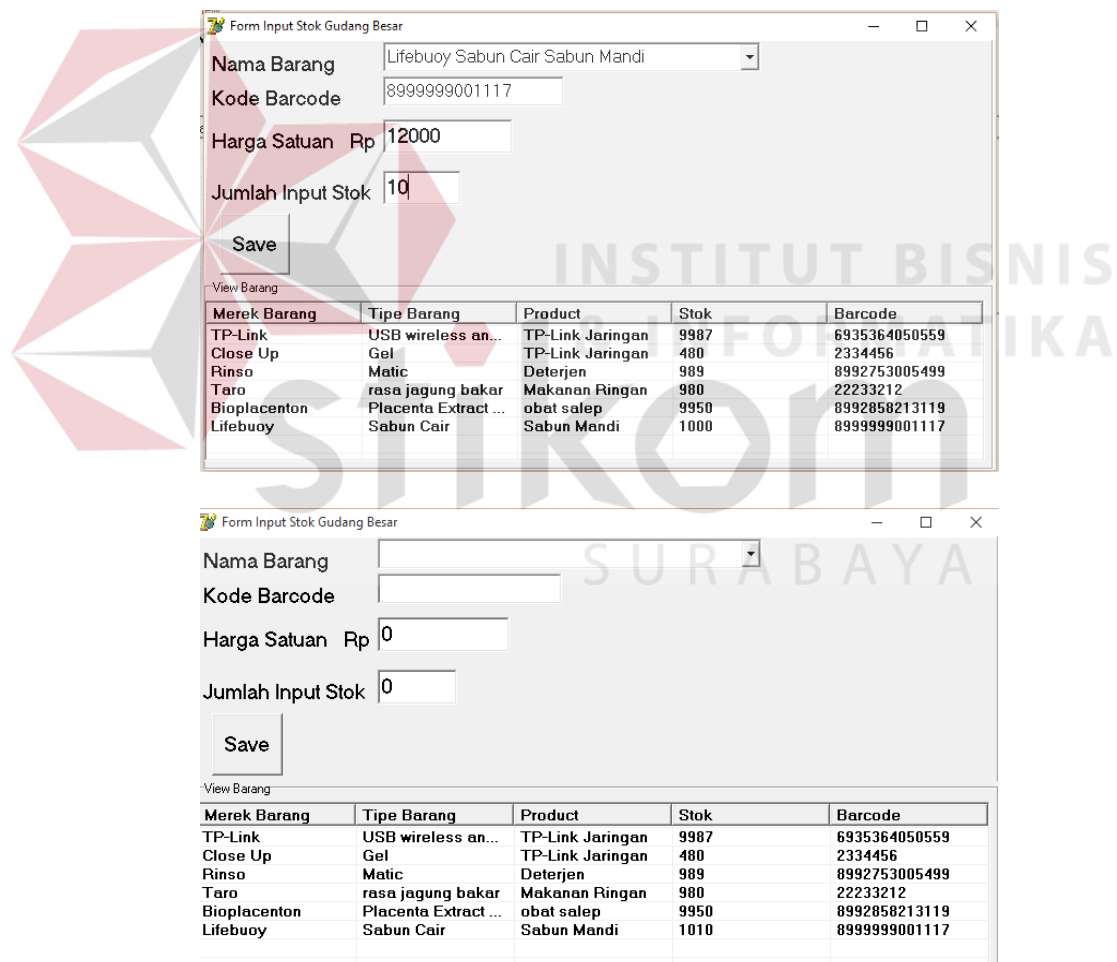 Form Input Stok Gudang Besar
Nama Barang Lifebuoy Sabun Cair Sabun Mandi
Kode Barcode 8999999001117
Harga Satuan Rp 12000
Jumlah Input Stok 10
Save
View Barang
Merek Barang Tipe Barang Product Stok Barcode
TP-Link USB wireless an... TP-Link Jaringan 9987 6935364050559
Close Up Gel TP-Link Jaringan 480 2334456
Rinso Matic Deterjen 989 8992753005499
Taro rasa jagung bakar Makanan Ringan 980 22233212
Bioplacenton Placenta Extract ... obat salep 9950 8992858213119
Lifebuoy Sabun Cair Sabun Mandi 1000 8999999001117
INSTITUT BISNIS
& INFORMATIKA
stikom
SURABAYA
Form Input Stok Gudang Besar
Nama Barang
Kode Barcode
Harga Satuan Rp 0
Jumlah Input Stok 0
Save
View Barang
Merek Barang Tipe Barang Product Stok Barcode
TP-Link USB wireless an... TP-Link Jaringan 9987 6935364050559
Close Up Gel TP-Link Jaringan 480 2334456
Rinso Matic Deterjen 989 8992753005499
Taro rasa jagung bakar Makanan Ringan 980 22233212
Bioplacenton Placenta Extract ... obat salep 9950 8992858213119
Lifebuoy Sabun Cair Sabun Mandi 1010 8999999001117